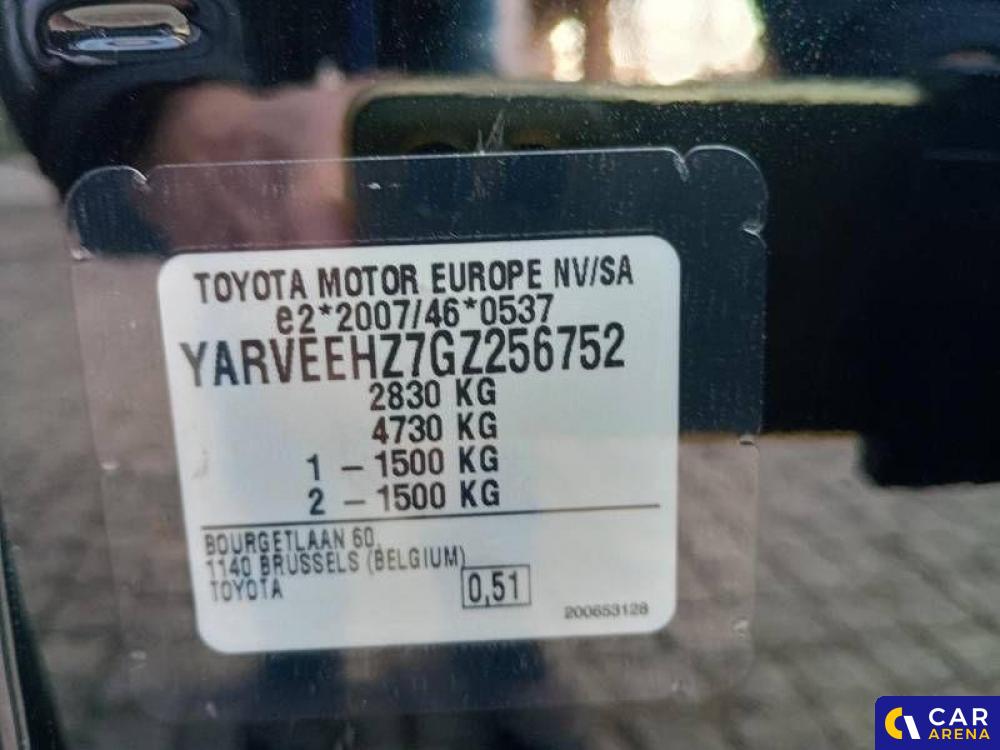 TOYOTA MOTOR EUROPE NV/SA
e2*2007/46*0537
YARVEEHZ7GZ256752
2830 KG
4730 KG
1 – 1500 KG
2 – 1500 KG
BOURGETLAAN 60,
1140 BRUSSELS (BELGIUM)
TOYOTA
0,51
200653128
CAR
ARENA